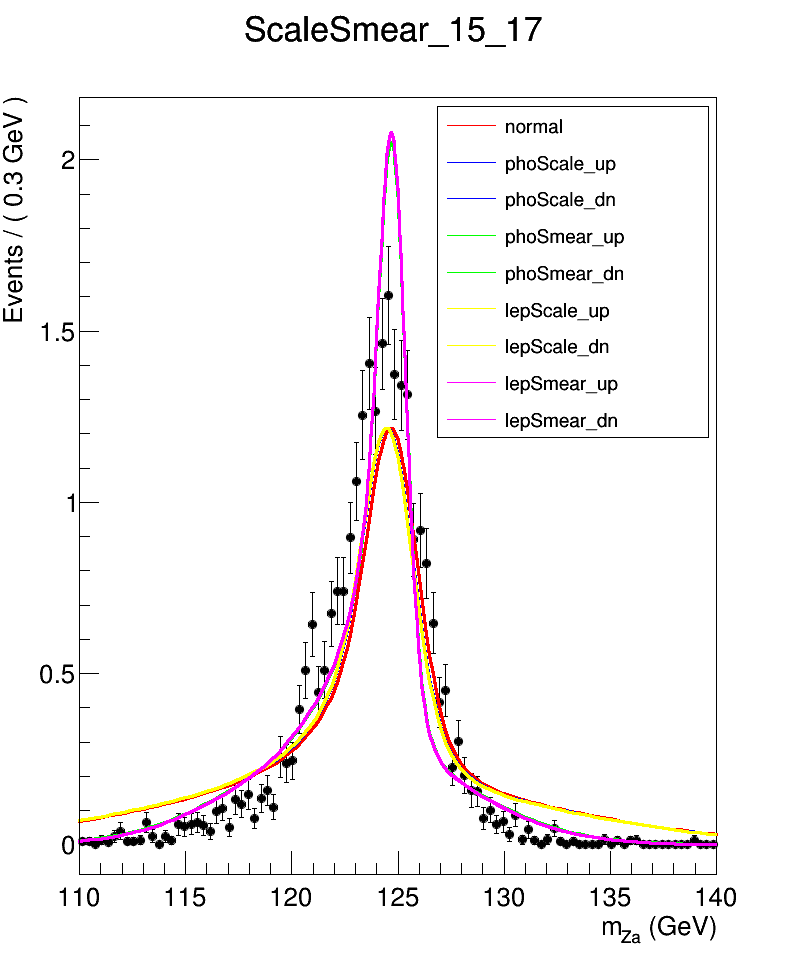 ScaleSmear_15_17
Events / ( 0.3 GeV )
2
1.5
1
0.5
0
normal
phoScale_up
phoScale_dn
phoSmear_up
phoSmear_dn
lepScale_up
lepScale_dn
lepSmear_up
lepSmear_dn
110 115 120 125 130 135 140
m_Za (GeV)